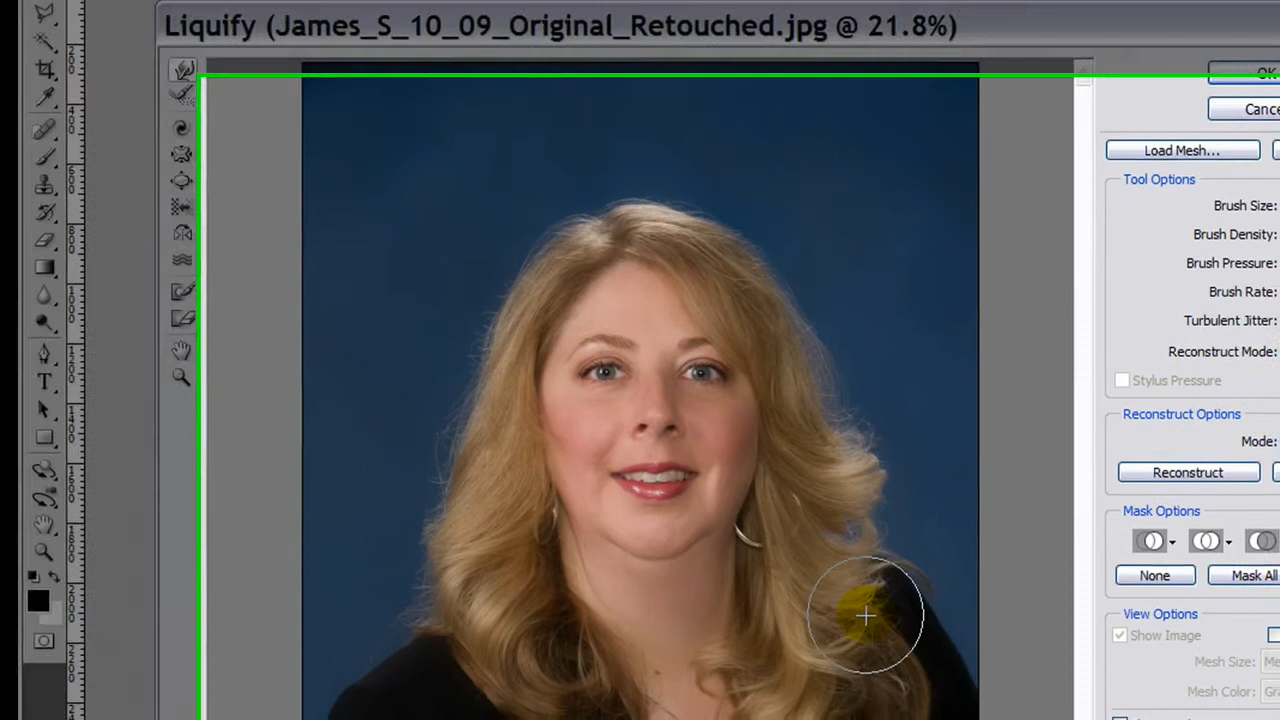 Liquify (James_S_10_09_Original_Retouched.jpg @ 21.8%)
OK
Load Mesh...
Tool Options
Brush Size:
Brush Density:
Brush Pressure:
Brush Rate:
Turbulent Jitter:
Reconstruct Mode:
Stylus Pressure
Reconstruct Options
Mode:
Reconstruct
Mask Options
None
Mask All
View Options
Show Image
Mesh Size:
Mesh Color: